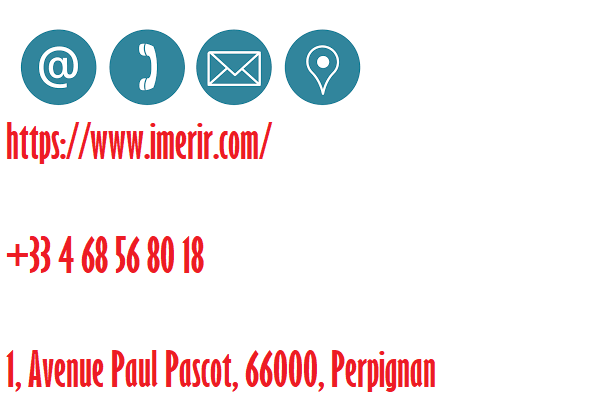 @
https://www.imerir.com/
+33 4 68 56 80 18
1, Avenue Paul Pascot, 66000, Perpignan